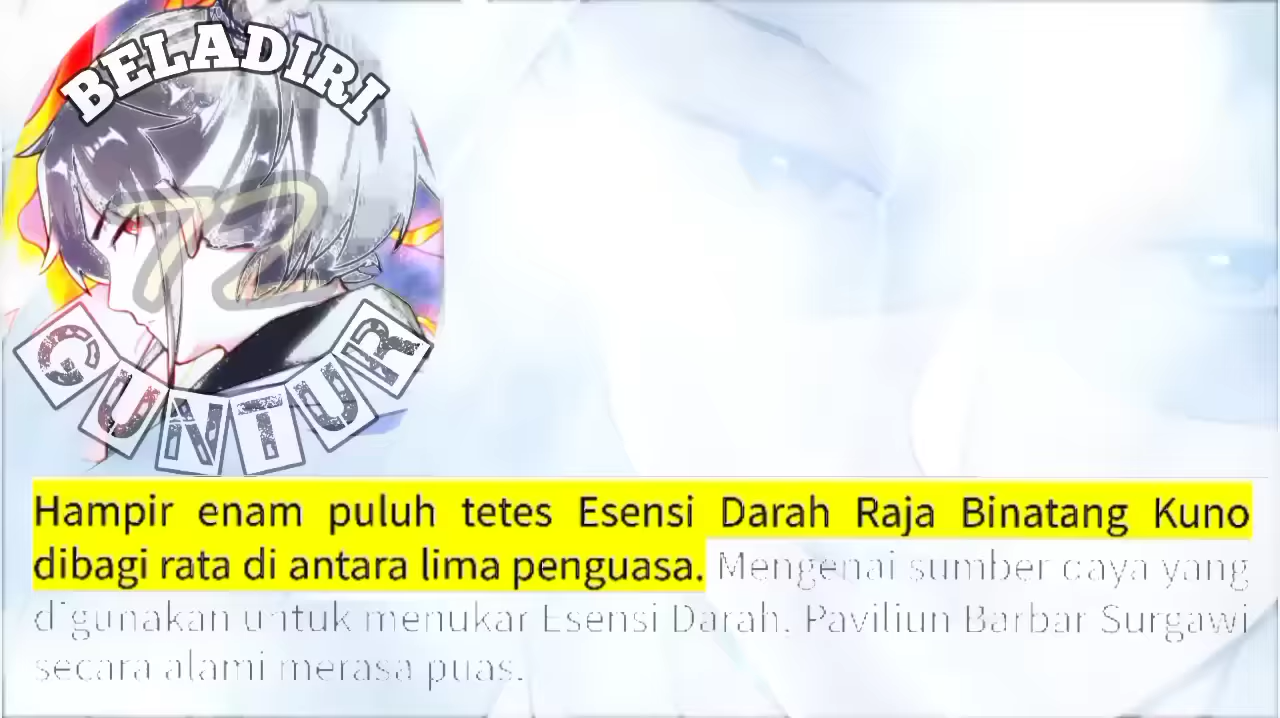 BELADIRI
72
GUNTUR
Hampir enam puluh tetes Esensi Darah Raja Binatang Kuno
dibagi rata di antara lima penguasa. Mengenai sumber daya yang
digunakan untuk menukar Esensi Darah, Paviliun Barbar Surgawi
secara alami merasa puas.